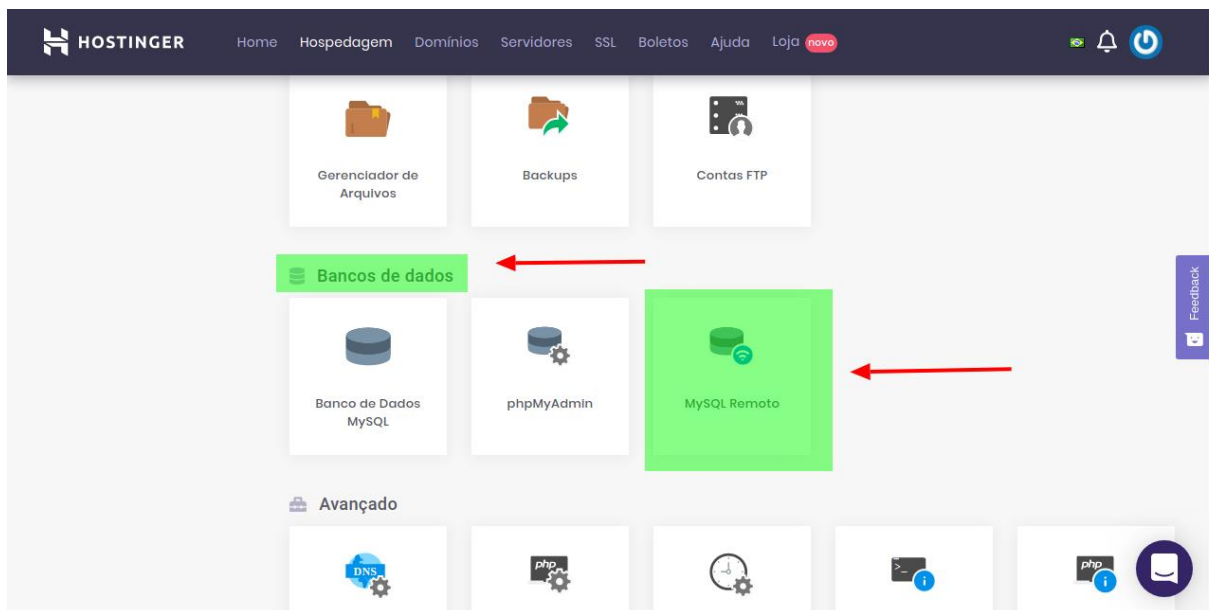 HOSTINGER Home Hospedagem Domínios Servidores SSL Boletos Ajuda Loja novo
Gerenciador de
Arquivos
Backups
Contas FTP
Bancos de dados
Feedback
Banco de Dados
MySQL
phpMyAdmin
MySQL Remoto
Avançado
DNS
php
>_
i
php
i